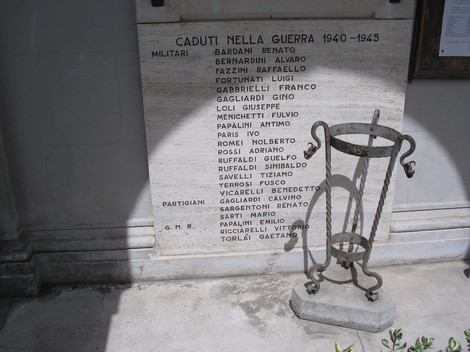 CADUTI NELLA GUERRA 1940-1945
MILITARI BARDANI RENATO
BERNARDINI ALVARO
FAZZINI RAFFAELLO
FORTUNATI LUIGI
GABBRIELLI FRANCO
GAGLIARDI GINO
LOLI GIUSEPPE
MENICHETTI FULVIO
PAPALINI ANTIMO
PARIS IVO
ROMEI NOLBERTO
ROSSI ADRIANO
RUFFALDI GUELFO
RUFFALDI SINIBALDO
SAVELLI TIZIANO
TERROSI FUSCO
VICARELLI BENEDETTO
PARTIGIANI GAGLIARDI CALVINO
SARGENTONI RENATO
SARTI MARIO
PAPALINI EMILIO
G.N.R. RICCIARELLI VITTORIO
TORLAI GAETANO